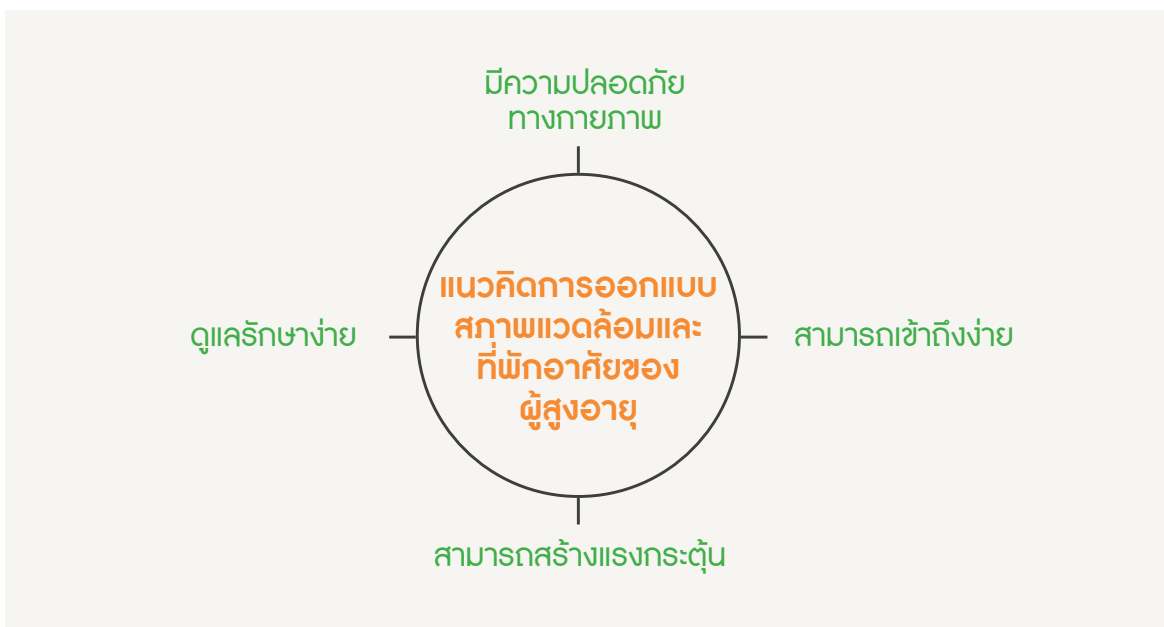 มีความปลอดภัย
ทางกายภาพ
แนวคิดการออกแบบ
สภาพแวดล้อมและ
ที่พักอาศัยของ
ผู้สูงอายุ
ดูแลรักษาง่าย
สามารถเข้าถึงง่าย
สามารถสร้างแรงกระตุ้น